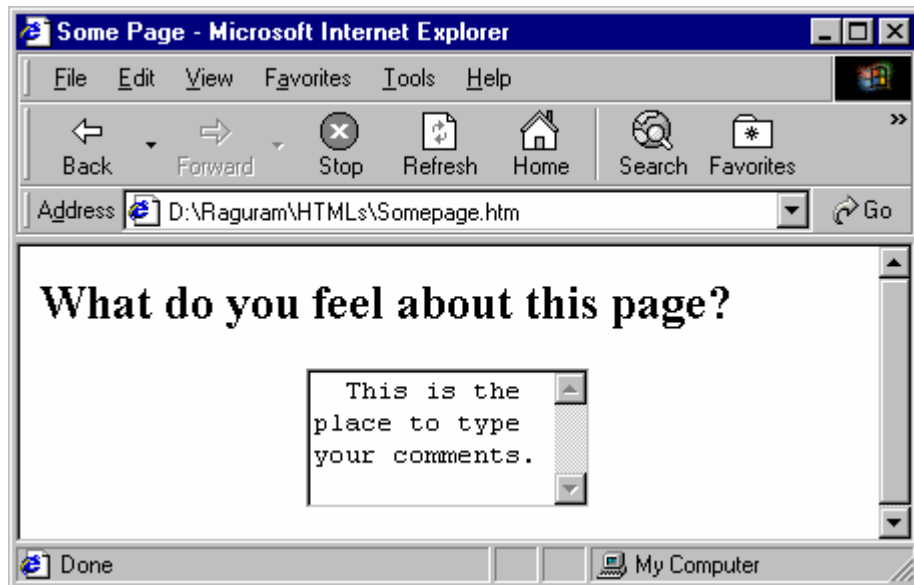 Some Page - Microsoft Internet Explorer
File Edit View Favorites Tools Help
Back Forward Stop Refresh Home Search Favorites »
Address D:\Raguram\HTMLs\Somepage.htm Go
What do you feel about this page?
This is the
place to type
your comments.
Done My Computer